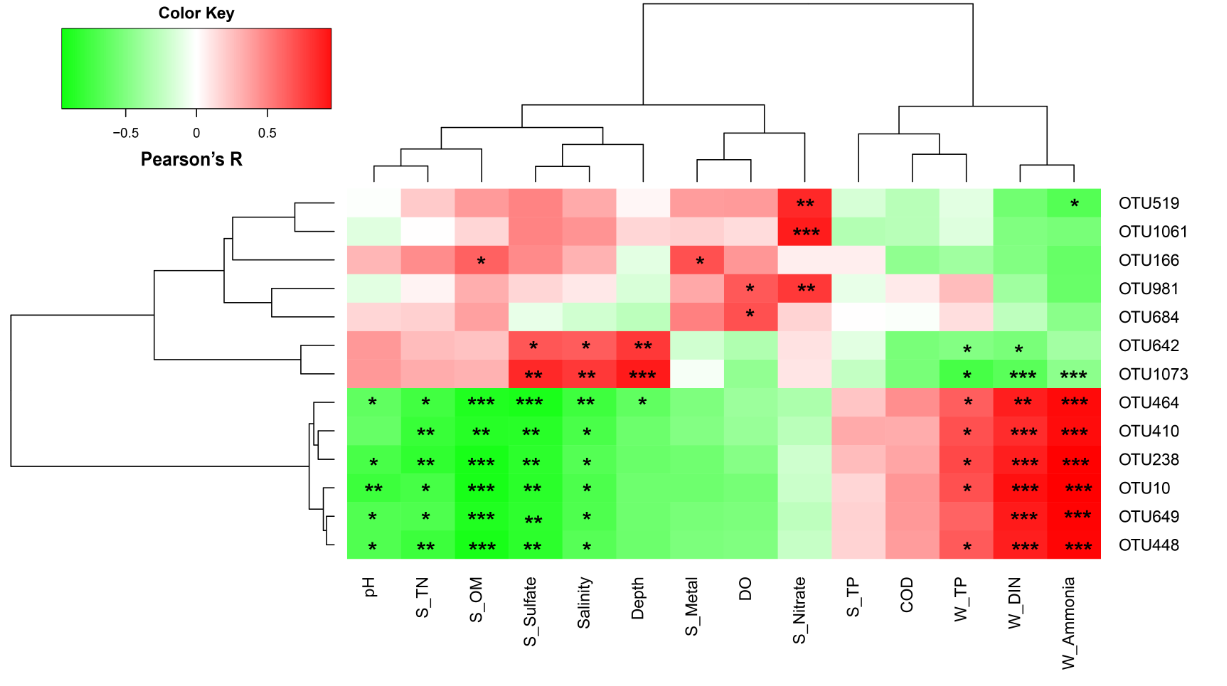 Color Key
−0.5 0 0.5
Pearson's R
** * OTU519
*** OTU1061
* * OTU166
* ** OTU981
* OTU684
* * ** * * OTU642
** ** *** * *** *** OTU1073
* * *** *** ** * * ** *** OTU464
** ** ** * * *** *** OTU410
* ** *** ** * * *** *** OTU238
** * *** ** * * *** *** OTU10
* * *** ** * *** *** OTU649
* ** *** ** * * *** *** OTU448
pH
S_TN
S_OM
S_Sulfate
Salinity
Depth
S_Metal
DO
S_Nitrate
S_TP
COD
W_TP
W_DIN
W_Ammonia